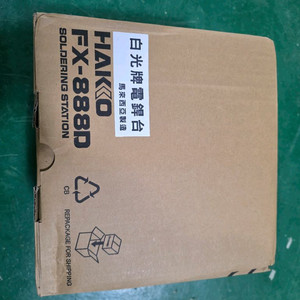 白光牌電銲台
馬來西亞製造
HAKKO
FX-888D
SOLDERING STATION
CB
REPACKAGE FOR SHIPPING